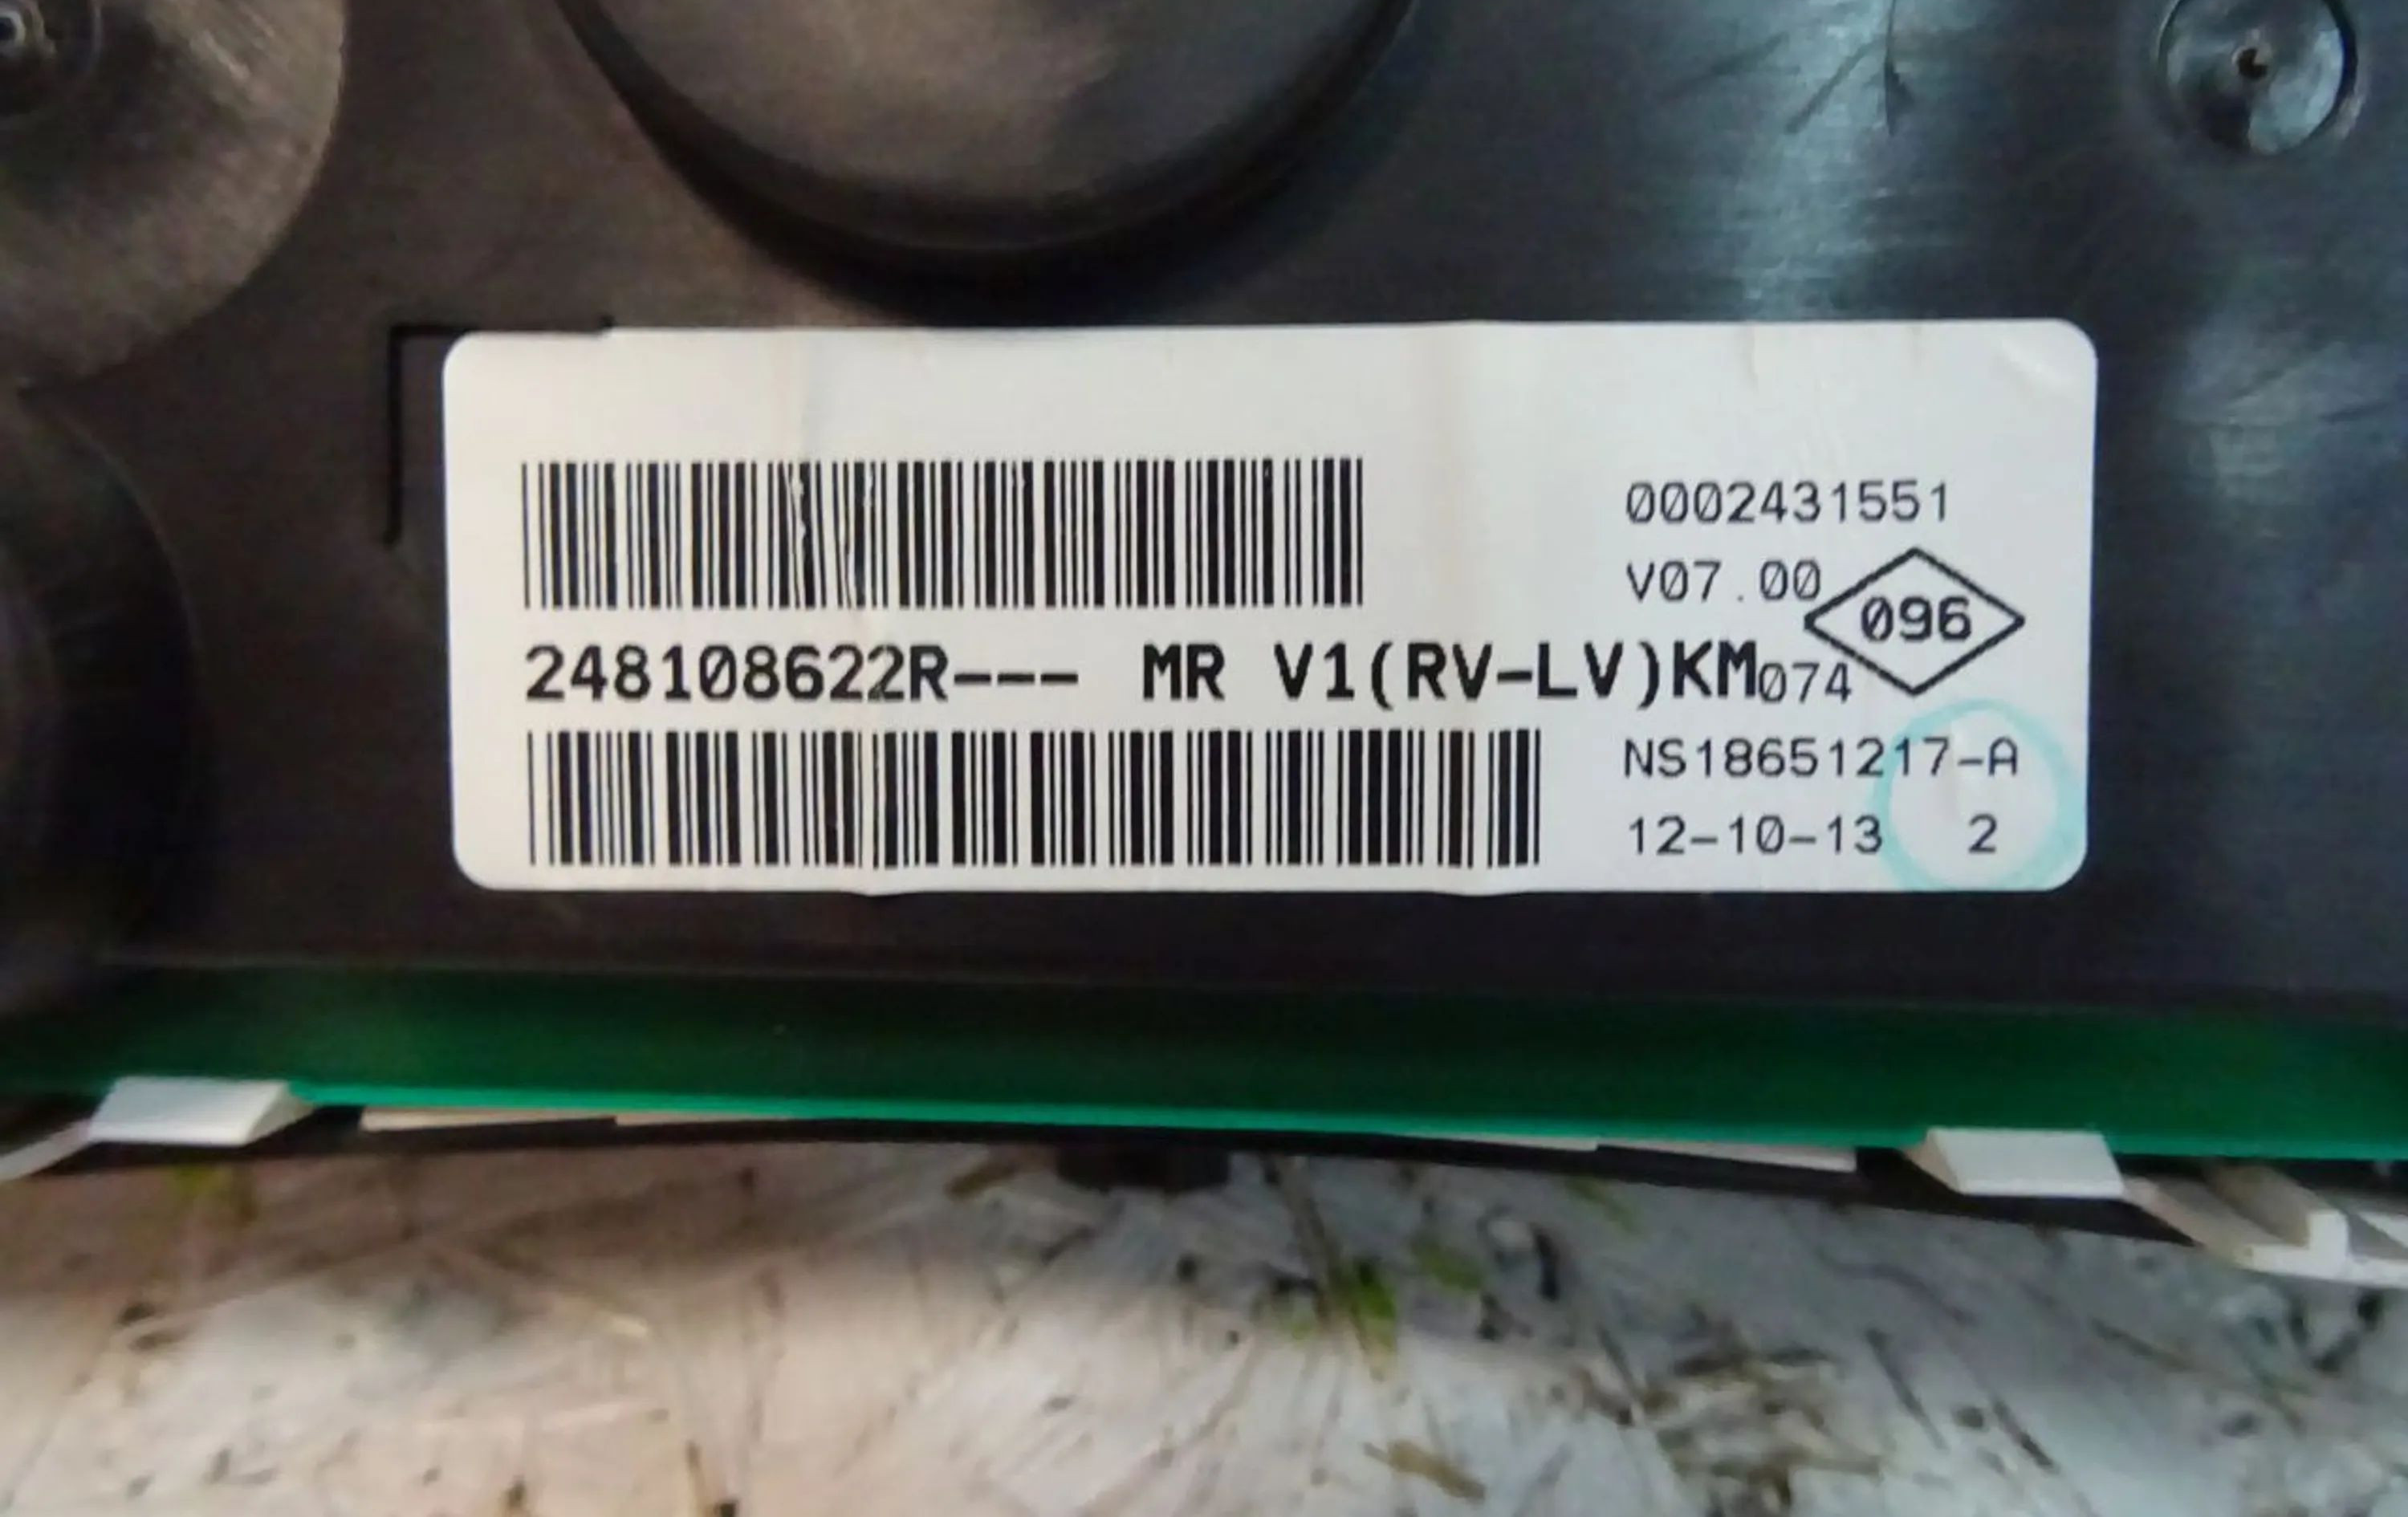 0002431551
V07.00
096
248108622R--- MR V1(RV-LV)KM074
NS18651217-A
12-10-13 2